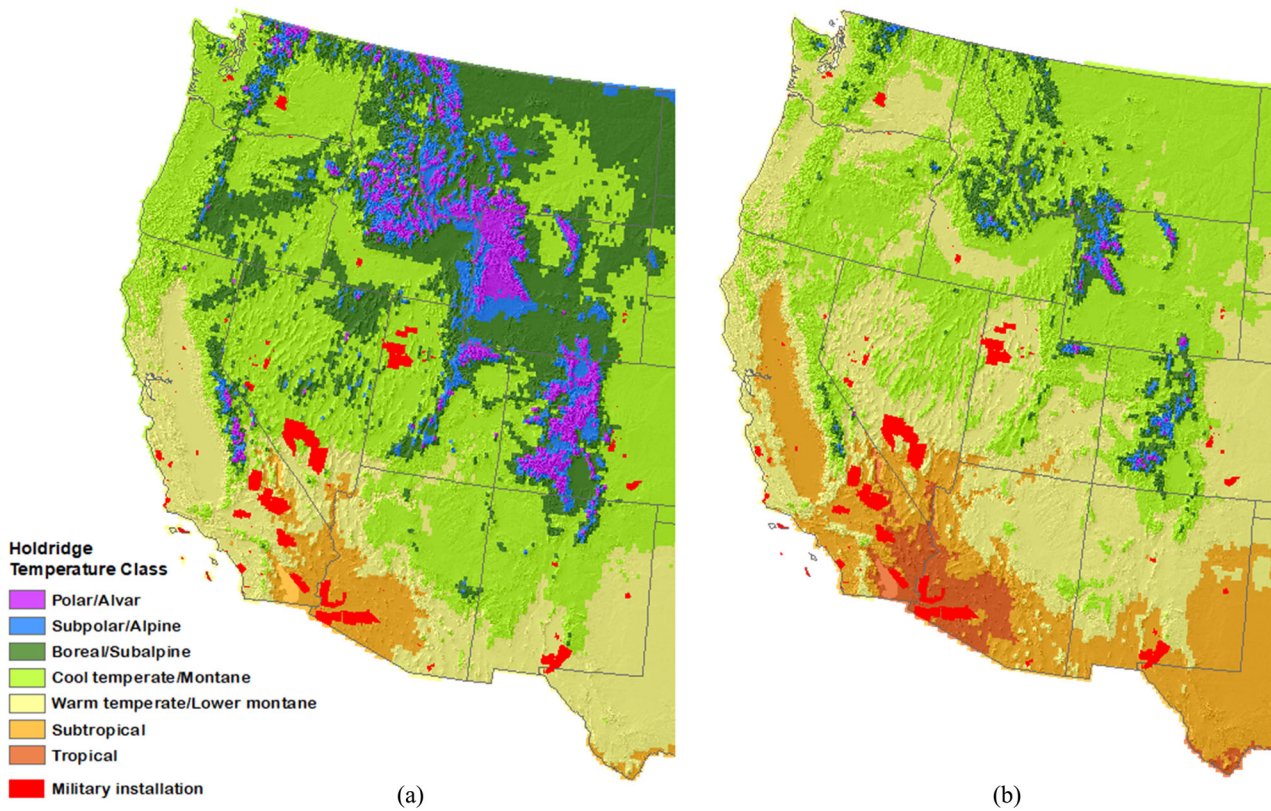 Holdridge
Temperature Class
Polar/Alvar
Subpolar/Alpine
Boreal/Subalpine
Cool temperate/Montane
Warm temperate/Lower montane
Subtropical
Tropical
Military installation
(a)
(b)